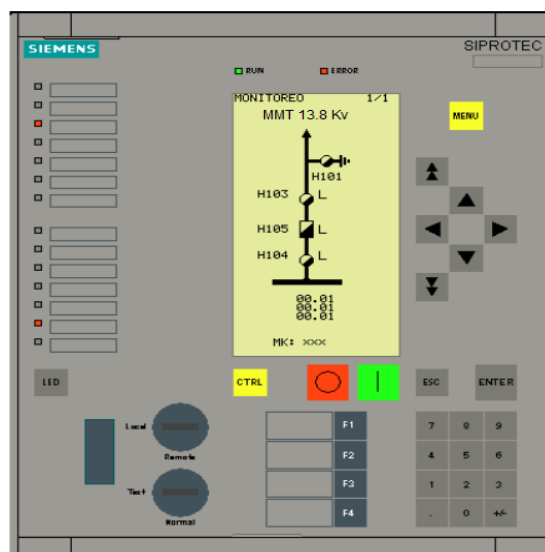 SIEMENS
SIPROTEC
RUN ERROR
MONITOREO 1/1
MMT 13.8 Kv
MENU
H101
H103 L
H105 L
H104 L
00.01
00.01
00.01
MK: xxx
LED
CTRL
ESC
ENTER
Local
Remote
Test
Normal
F1
F2
F3
F4
7 8 9
4 5 6
1 2 3
. 0 +/-